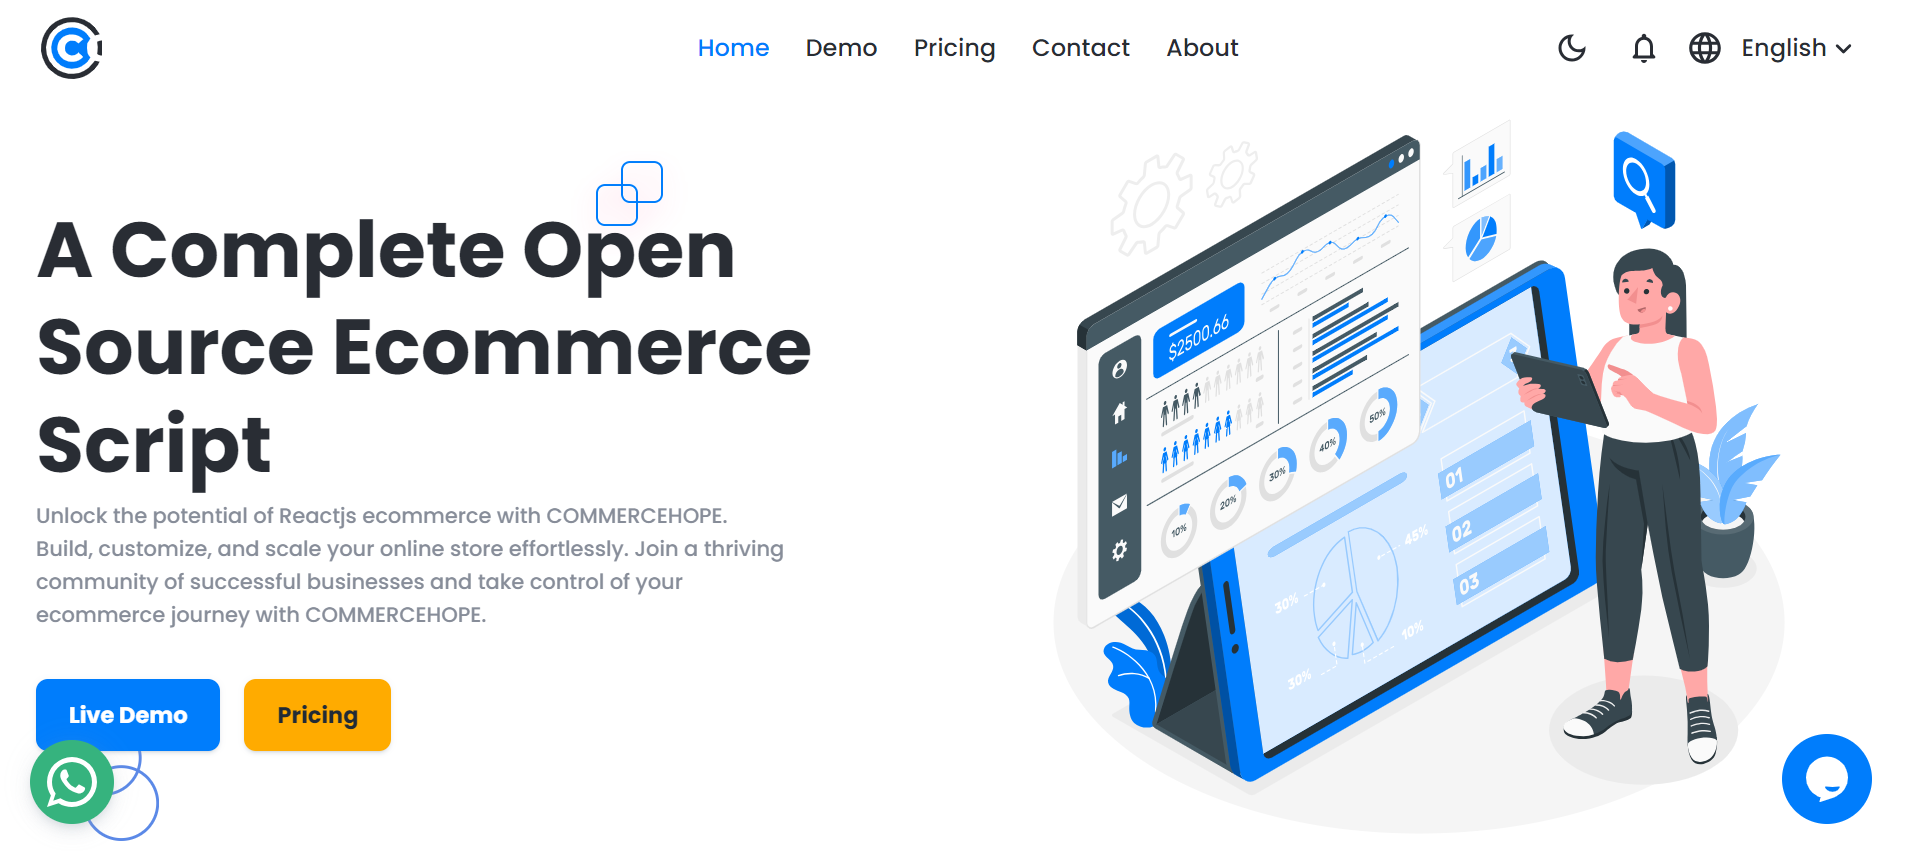 Home Demo Pricing Contact About English
A Complete Open
Source Ecommerce
Script
Unlock the potential of Reactjs ecommerce with COMMERCEHOPE.
Build, customize, and scale your online store effortlessly. Join a thriving
community of successful businesses and take control of your
ecommerce journey with COMMERCEHOPE.
Live Demo Pricing
$2500.66
10% 20% 30% 40% 50%
45%
30%
10%
30%
01
02
03